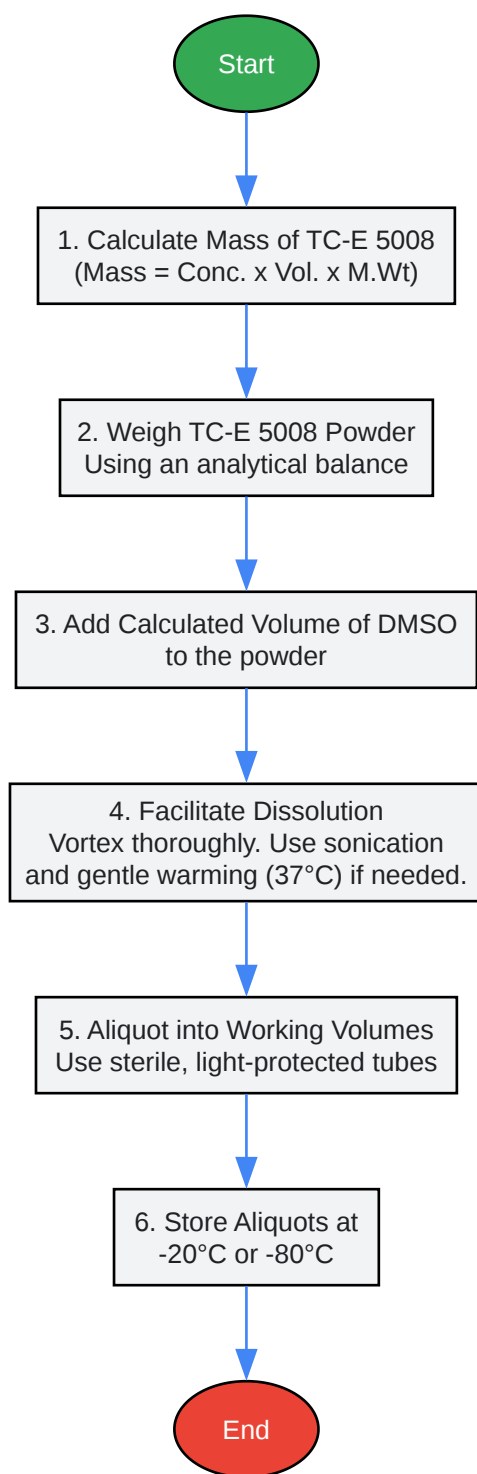 Start
1. Calculate Mass of TC-E 5008
(Mass = Conc. x Vol. x M.Wt)
2. Weigh TC-E 5008 Powder
Using an analytical balance
3. Add Calculated Volume of DMSO
to the powder
4. Facilitate Dissolution
Vortex thoroughly. Use sonication
and gentle warming (37°C) if needed.
5. Aliquot into Working Volumes
Use sterile, light-protected tubes
6. Store Aliquots at
-20°C or -80°C
End